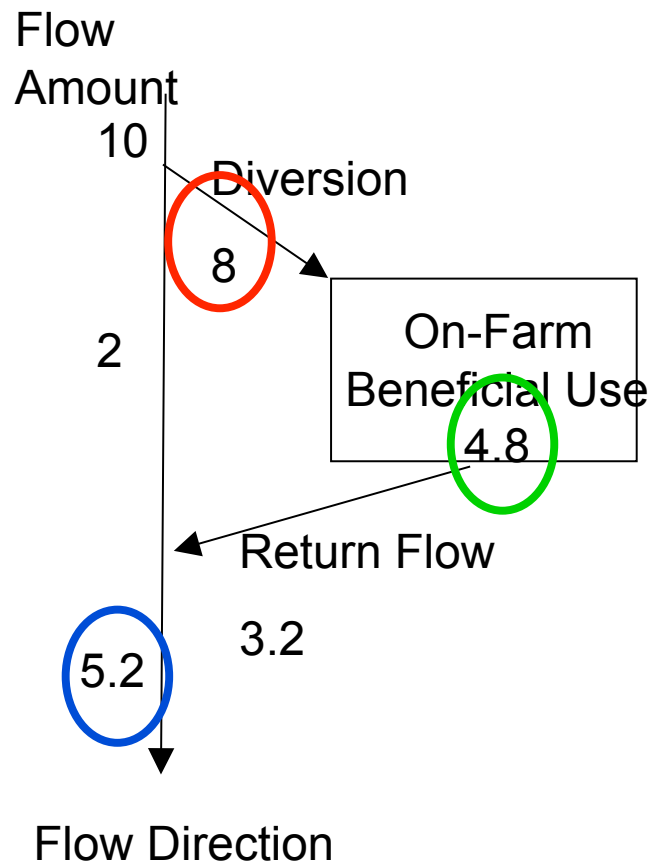 Flow
Amount
10
Diversion
8
2
On-Farm
Beneficial Use
4.8
Return Flow
3.2
5.2
Flow Direction